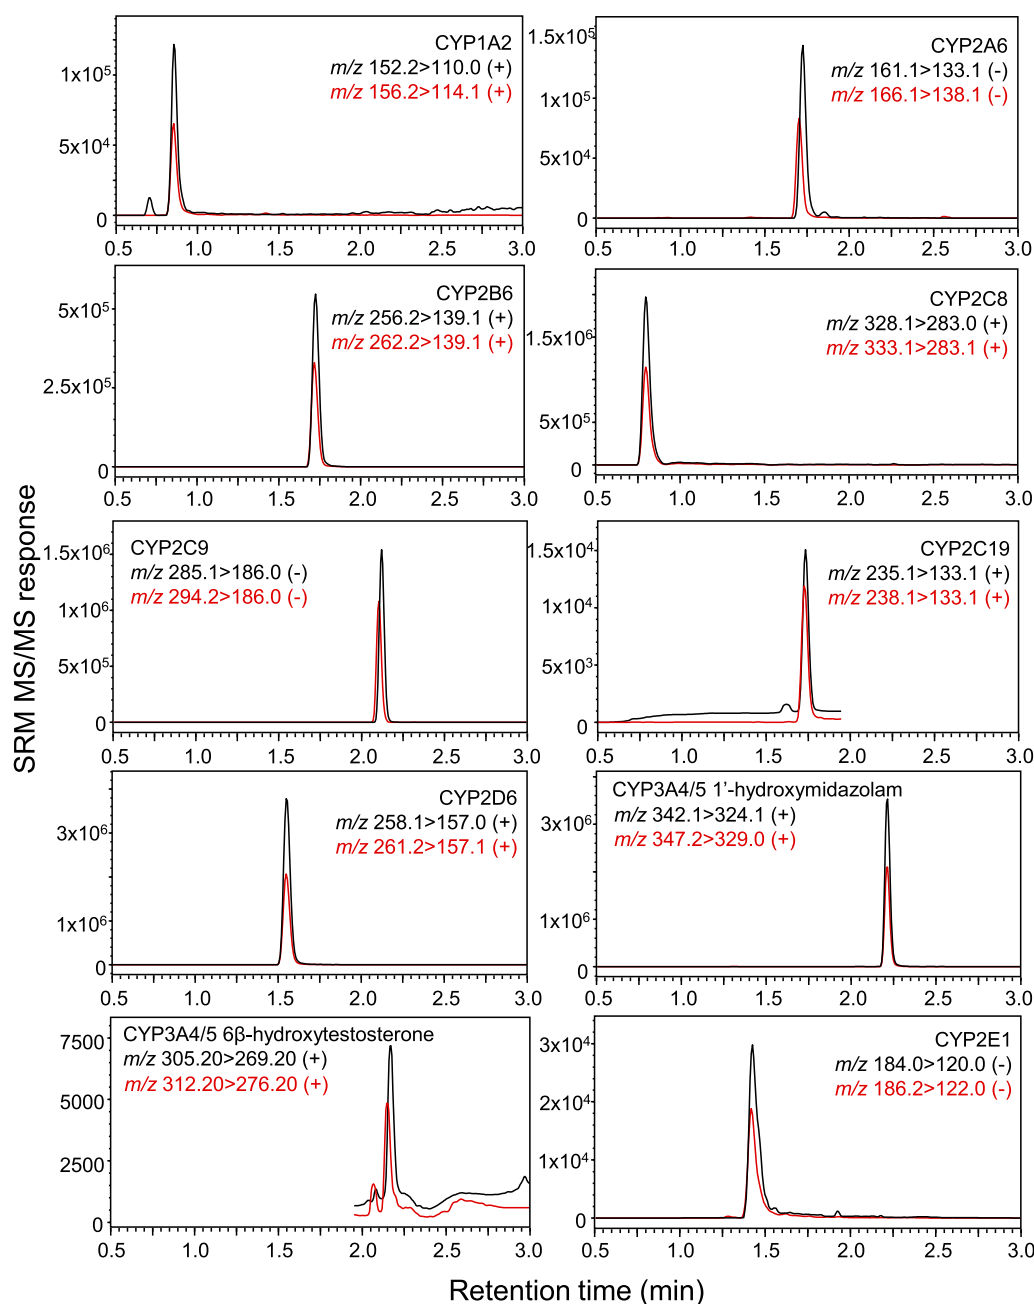 CYP1A2
m/z 152.2>110.0 (+)
m/z 156.2>114.1 (+)
1x10⁵
5x10⁴
0
0.5 1.0 1.5 2.0 2.5 3.0
CYP2A6
m/z 161.1>133.1 (-)
m/z 166.1>138.1 (-)
1.5x10⁵
1x10⁵
5x10⁴
0
0.5 1.0 1.5 2.0 2.5 3.0
CYP2B6
m/z 256.2>139.1 (+)
m/z 262.2>139.1 (+)
5x10⁵
2.5x10⁵
0
0.5 1.0 1.5 2.0 2.5 3.0
CYP2C8
m/z 328.1>283.0 (+)
m/z 333.1>283.1 (+)
1.5x10⁶
5x10⁵
0
0.5 1.0 1.5 2.0 2.5 3.0
SRM MS/MS response
CYP2C9
m/z 285.1>186.0 (-)
m/z 294.2>186.0 (-)
1.5x10⁶
1x10⁶
5x10⁵
0
0.5 1.0 1.5 2.0 2.5 3.0
CYP2C19
m/z 235.1>133.1 (+)
m/z 238.1>133.1 (+)
1.5x10⁴
1x10⁴
5x10³
0
0.5 1.0 1.5 2.0 2.5 3.0
CYP2D6
m/z 258.1>157.0 (+)
m/z 261.2>157.1 (+)
3x10⁶
1x10⁶
0
0.5 1.0 1.5 2.0 2.5 3.0
CYP3A4/5 1'-hydroxymidazolam
m/z 342.1>324.1 (+)
m/z 347.2>329.0 (+)
3x10⁶
1x10⁶
0
0.5 1.0 1.5 2.0 2.5 3.0
CYP3A4/5 6β-hydroxytestosterone
m/z 305.20>269.20 (+)
m/z 312.20>276.20 (+)
7500
5000
2500
0
0.5 1.0 1.5 2.0 2.5 3.0
CYP2E1
m/z 184.0>120.0 (-)
m/z 186.2>122.0 (-)
3x10⁴
2x10⁴
1x10⁴
0
0.5 1.0 1.5 2.0 2.5 3.0
Retention time (min)